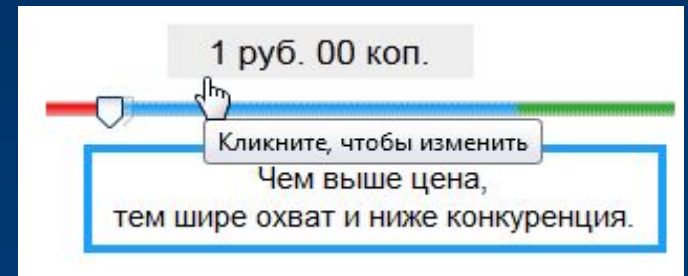 1 руб. 00 коп.
Кликните, чтобы изменить
Чем выше цена,
тем шире охват и ниже конкуренция.